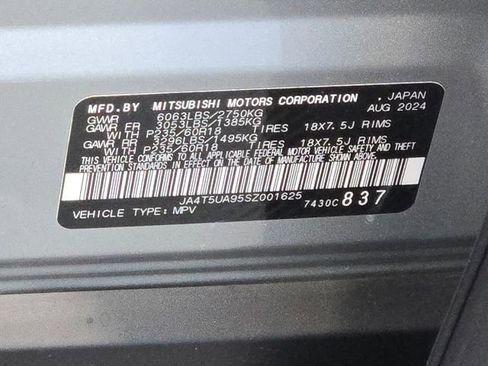 MFD.BY MITSUBISHI MOTORS CORPORATION, JAPAN
GVWR 6063LBS/2750KG AUG 2024
GAWR FR 3053LBS/1385KG
WITH P235/60R18 TIRES 18X7.5J RIMS
GAWR RR 3296LBS/1495KG
WITH P235/60R18 TIRES 18X7.5J RIMS
THIS VEHICLE CONFORMS TO ALL APPLICABLE FEDERAL MOTOR VEHICLE SAFETY, BUMPER AND THEFT
PREVENTION STANDARDS IN EFFECT ON THE DATE OF MANUFACTURE SHOWN ABOVE.
JA4T5UA95SZ001625
VEHICLE TYPE: MPV 7430C 837